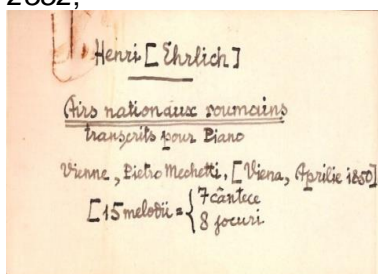 2682,
Henri [Ehrlich]
Airs nationaux roumains
transcrits pour Piano
Vienne, Pietro Mechetti, [Viena, Aprilie 1850]
[15 melodii = { 7 cântece
8 jocuri